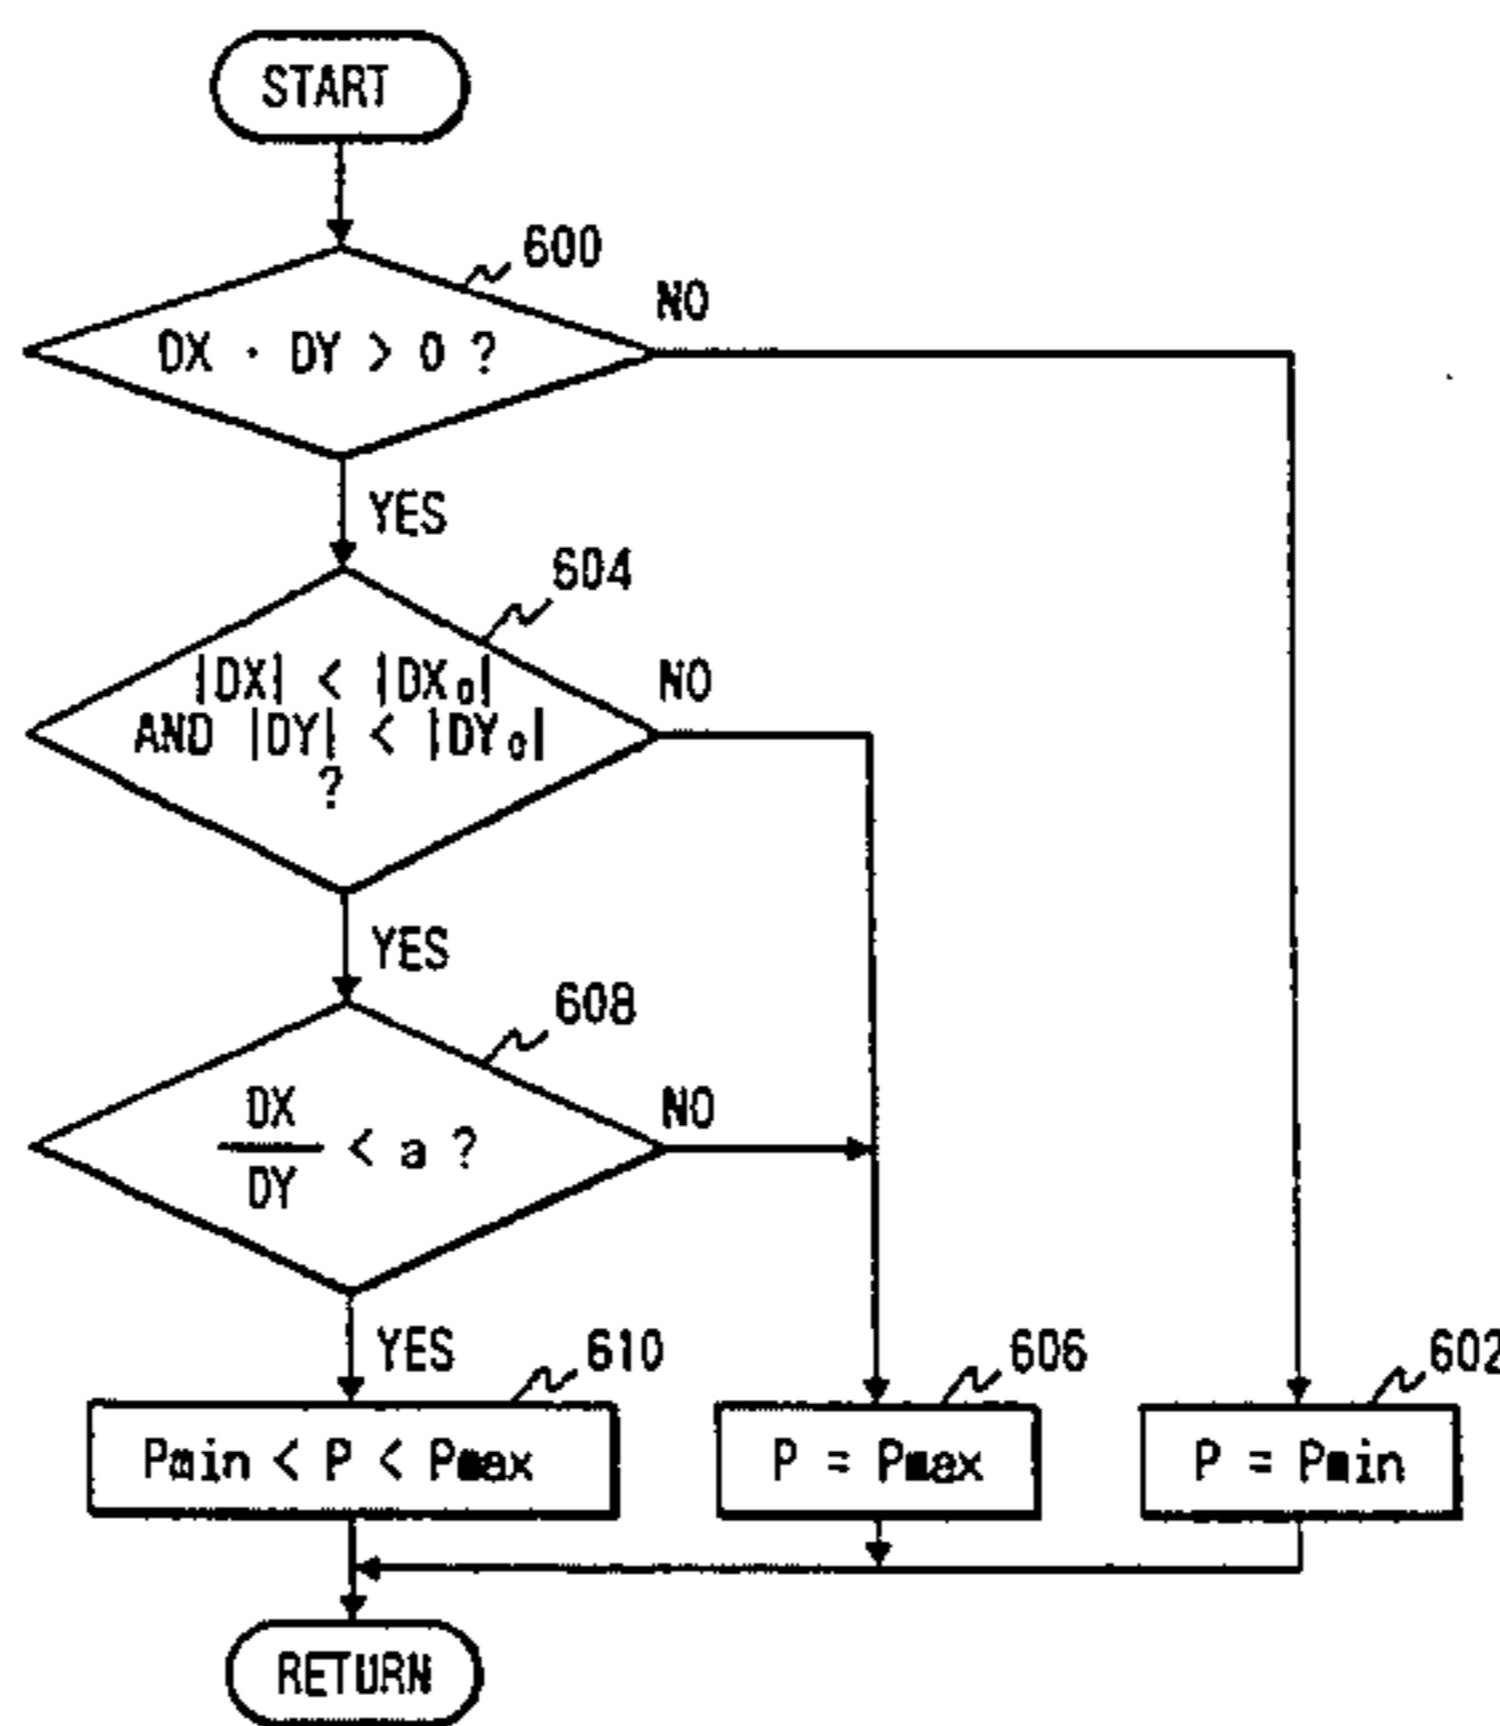 START
600
DX · DY > 0 ?
NO
YES
604
|DX| < |DX₀|
AND |DY| < |DY₀|
?
NO
YES
608
DX
DY
< a ?
NO
YES
610
606
602
Pmin < P < Pmax
P = Pmax
P = Pmin
RETURN